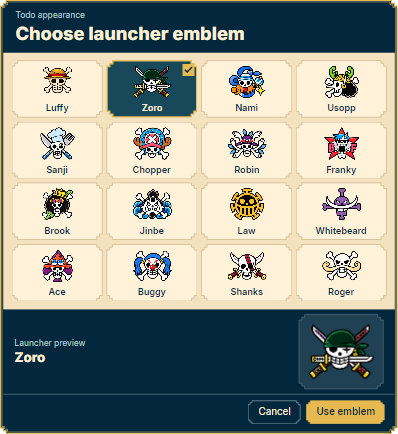 Todo appearance
Choose launcher emblem
Luffy
Zoro
Nami
Usopp
Sanji
Chopper
Robin
Franky
Brook
Jinbe
Law
Whitebeard
Ace
Buggy
Shanks
Roger
Launcher preview
Zoro
Cancel
Use emblem